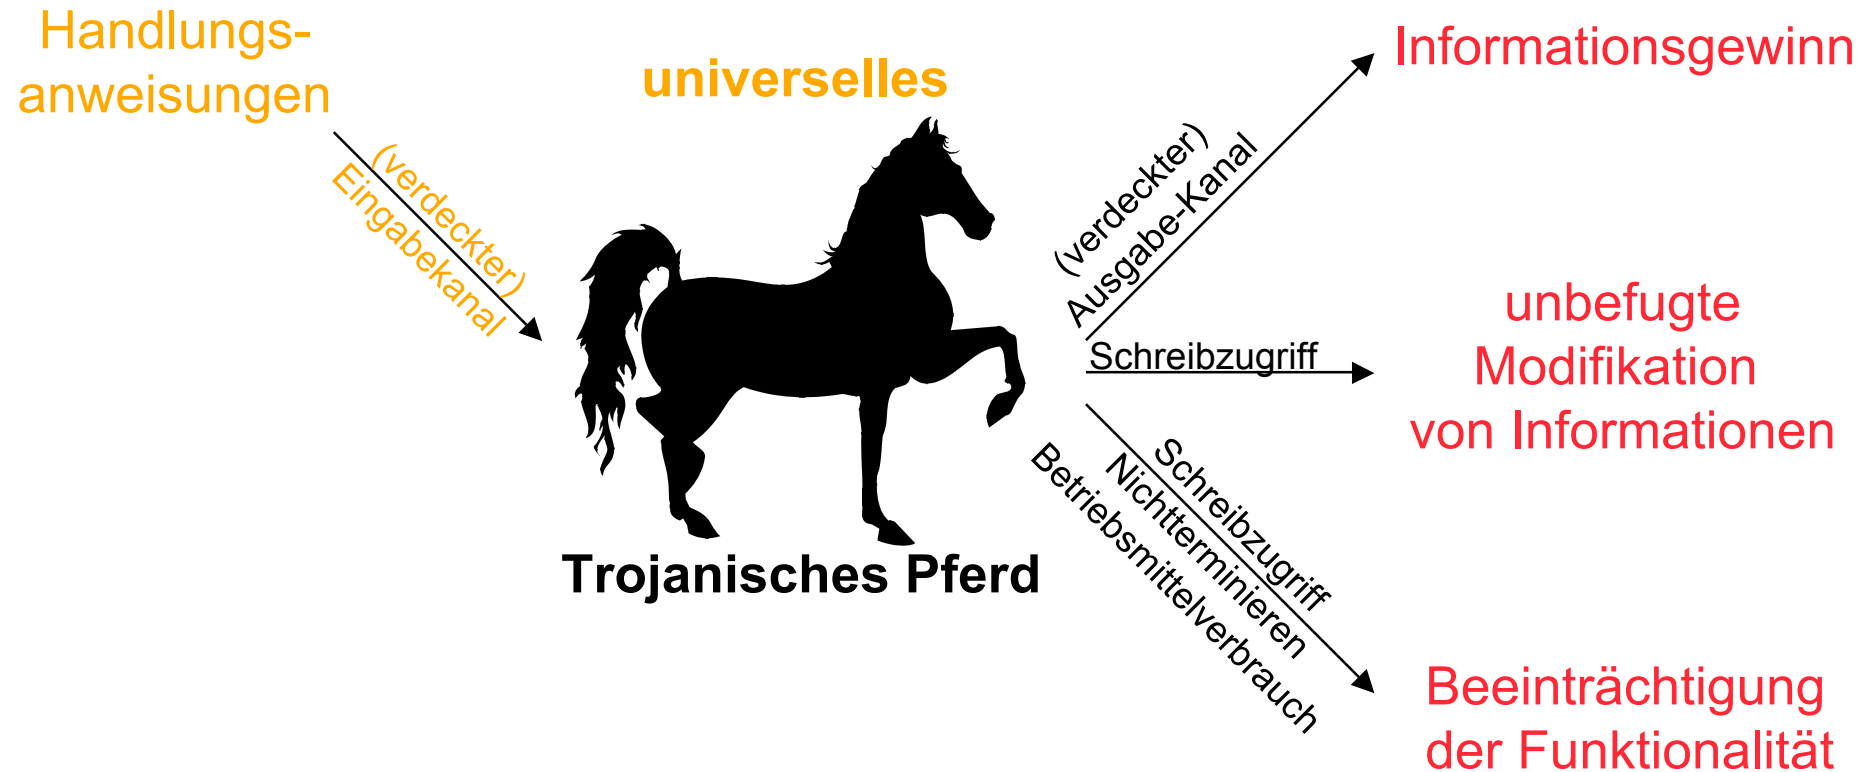 Handlungs-
anweisungen
(verdeckter)
Eingabekanal
universelles
Trojanisches Pferd
(verdeckter)
Ausgabe-Kanal
Informationsgewinn
Schreibzugriff
unbefugte
Modifikation
von Informationen
Schreibzugriff
Nichtterminieren
Betriebsmittelverbrauch
Beeinträchtigung
der Funktionalität